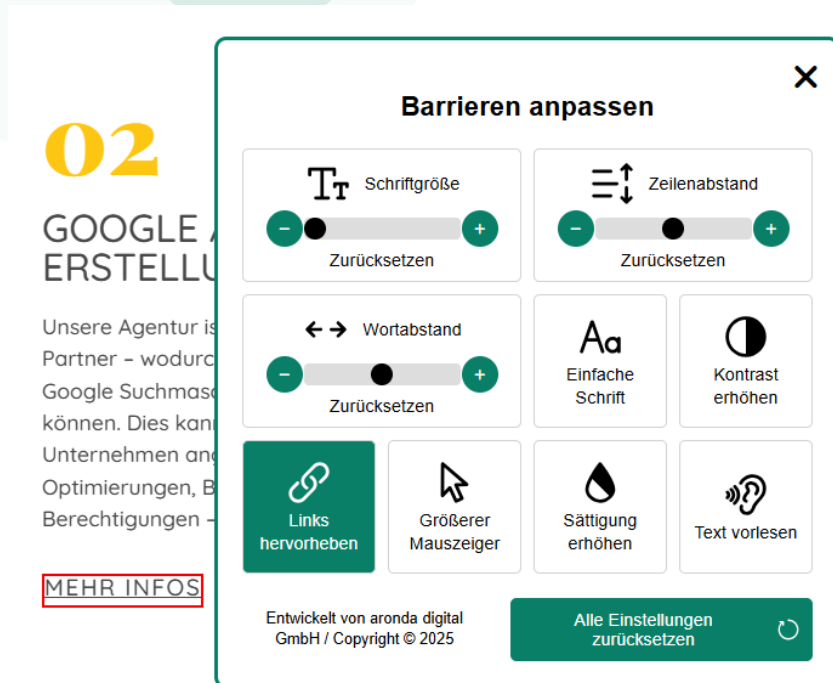 02
GOOGLE
ERSTELLU
Unsere Agentur is
Partner – wodurc
Google Suchmasc
können. Dies kan
Unternehmen ang
Optimierungen, B
Berechtigungen –
MEHR INFOS
Barrieren anpassen
Schriftgröße
Zurücksetzen
Zeilenabstand
Zurücksetzen
Wortabstand
Zurücksetzen
Einfache
Schrift
Kontrast
erhöhen
Links
hervorheben
Größerer
Mauszeiger
Sättigung
erhöhen
Text vorlesen
Entwickelt von aronda digital
GmbH / Copyright © 2025
Alle Einstellungen
zurücksetzen